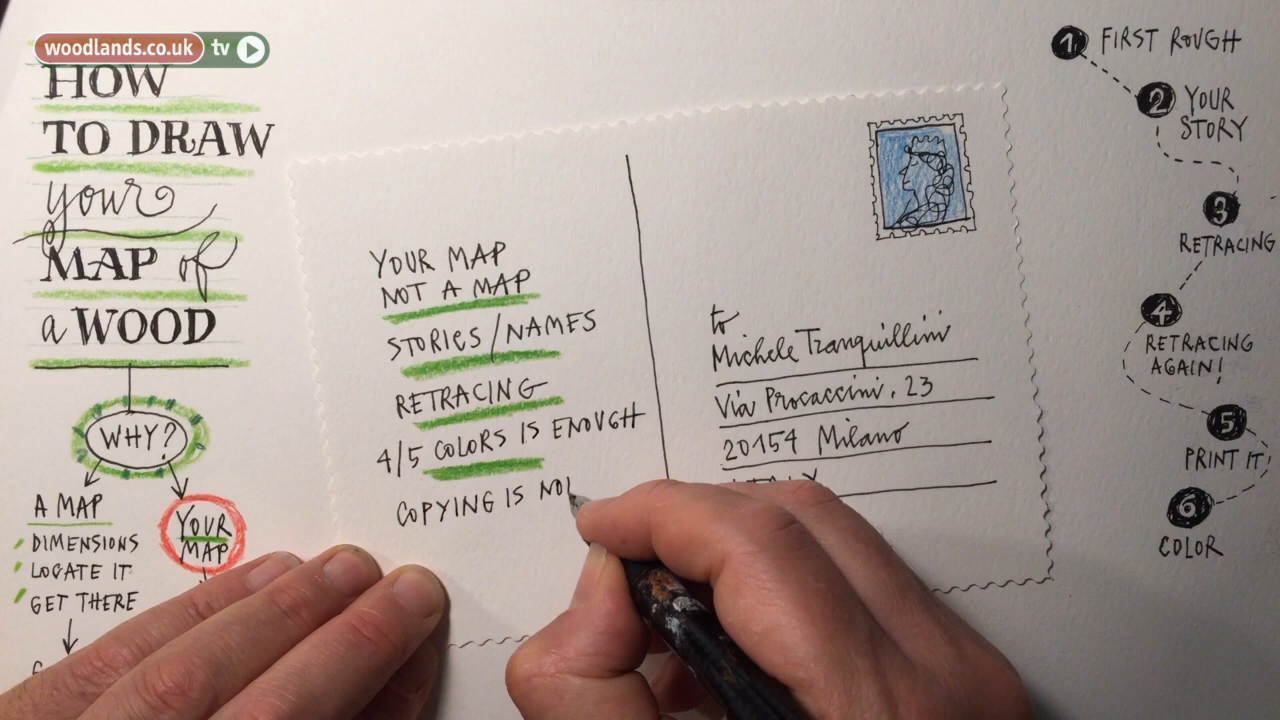 woodlands.co.uk tv
HOW
TO DRAW
your
MAP of
a WOOD
WHY?
A MAP
DIMENSIONS
LOCATE IT
GET THERE
YOUR
MAP
YOUR MAP
NOT A MAP
STORIES/NAMES
RETRACING
4/5 COLORS IS ENOUGH
COPYING IS NO
to
Michele Tranquillini
Via Procaccini. 23
20154 Milano
1 FIRST ROUGH
2 YOUR
STORY
3
RETRACING
4
RETRACING
AGAIN!
5
PRINT IT
6
COLOR